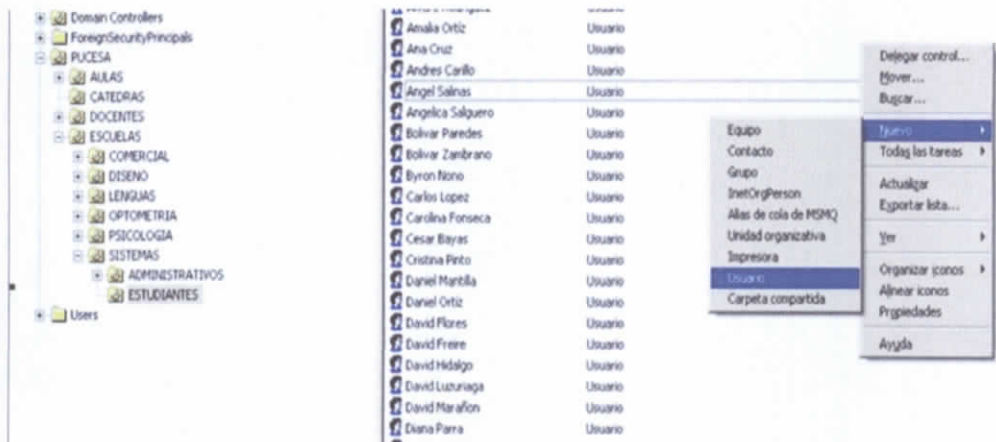 Domain Controllers
ForeignSecurityPrincipals
PUCESA
AULAS
CATEDRAS
DOCENTES
ESCUELAS
COMERCIAL
DISENO
LENGUAS
OPTOMETRIA
PSICOLOGIA
SISTEMAS
ADMINISTRATIVOS
ESTUDIANTES
Users
Amalia Ortiz Usuario
Ana Cruz Usuario
Andres Carillo Usuario
Angel Salinas
Angelica Salguero Usuario
Bolivar Paredes Usuario
Bolivar Zambrano Usuario
Byron Nono Usuario
Carlos Lopez Usuario
Carolina Fonseca Usuario
Cesar Bayas Usuario
Cristina Pinto Usuario
Daniel Mantilla Usuario
Daniel Ortiz Usuario
David Flores Usuario
David Freire Usuario
David Hidalgo Usuario
David Luzuriaga Usuario
David Marañon Usuario
Diana Parra Usuario
Equipo
Contacto
Grupo
InetOrgPerson
Alias de cola de MSMQ
Unidad organizativa
Impresora
Usuario
Carpeta compartida
Delegar control...
Mover...
Buscar...
Nuevo
Todas las tareas
Actualizar
Exportar lista...
Ver
Organizar iconos
Alinear iconos
Propiedades
Ayuda